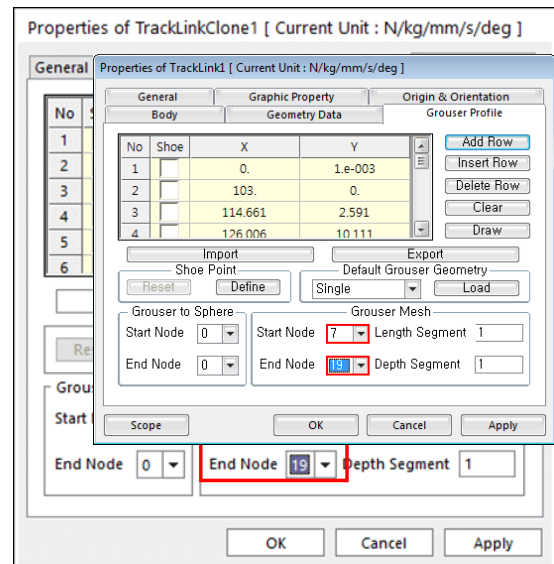 Properties of TrackLinkClone1 [ Current Unit : N/kg/mm/s/deg ]
General
No
1
2
3
4
5
6
Properties of TrackLink1 [ Current Unit : N/kg/mm/s/deg ]
General Graphic Property Origin & Orientation
Body Geometry Data Grouser Profile
No Shoe X Y
1 0. 1.e-003
2 103. 0.
3 114.661 2.591
4 126.006 10.111
Add Row
Insert Row
Delete Row
Clear
Draw
Import Export
Shoe Point Default Grouser Geometry
Reset Define Single Load
Grouser to Sphere Grouser Mesh
Start Node 0 Start Node 7 Length Segment 1
End Node 0 End Node 19 Depth Segment 1
Scope OK Cancel Apply
End Node 0 End Node 19 Depth Segment 1
OK Cancel Apply